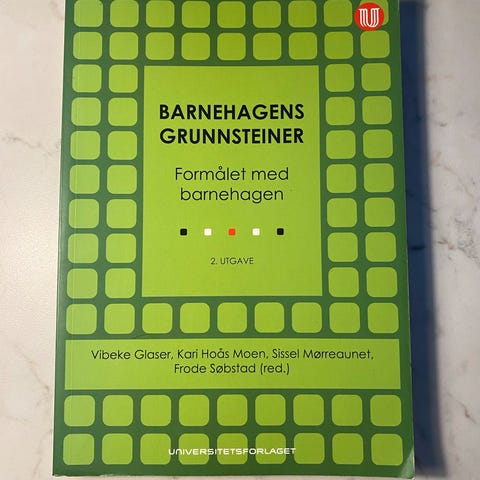 U
BARNEHAGENS
GRUNNSTEINER
Formålet med
barnehagen
2. UTGAVE
Vibeke Glaser, Kari Hoås Moen, Sissel Mørreaunet,
Frode Søbstad (red.)
UNIVERSITETSFORLAGET